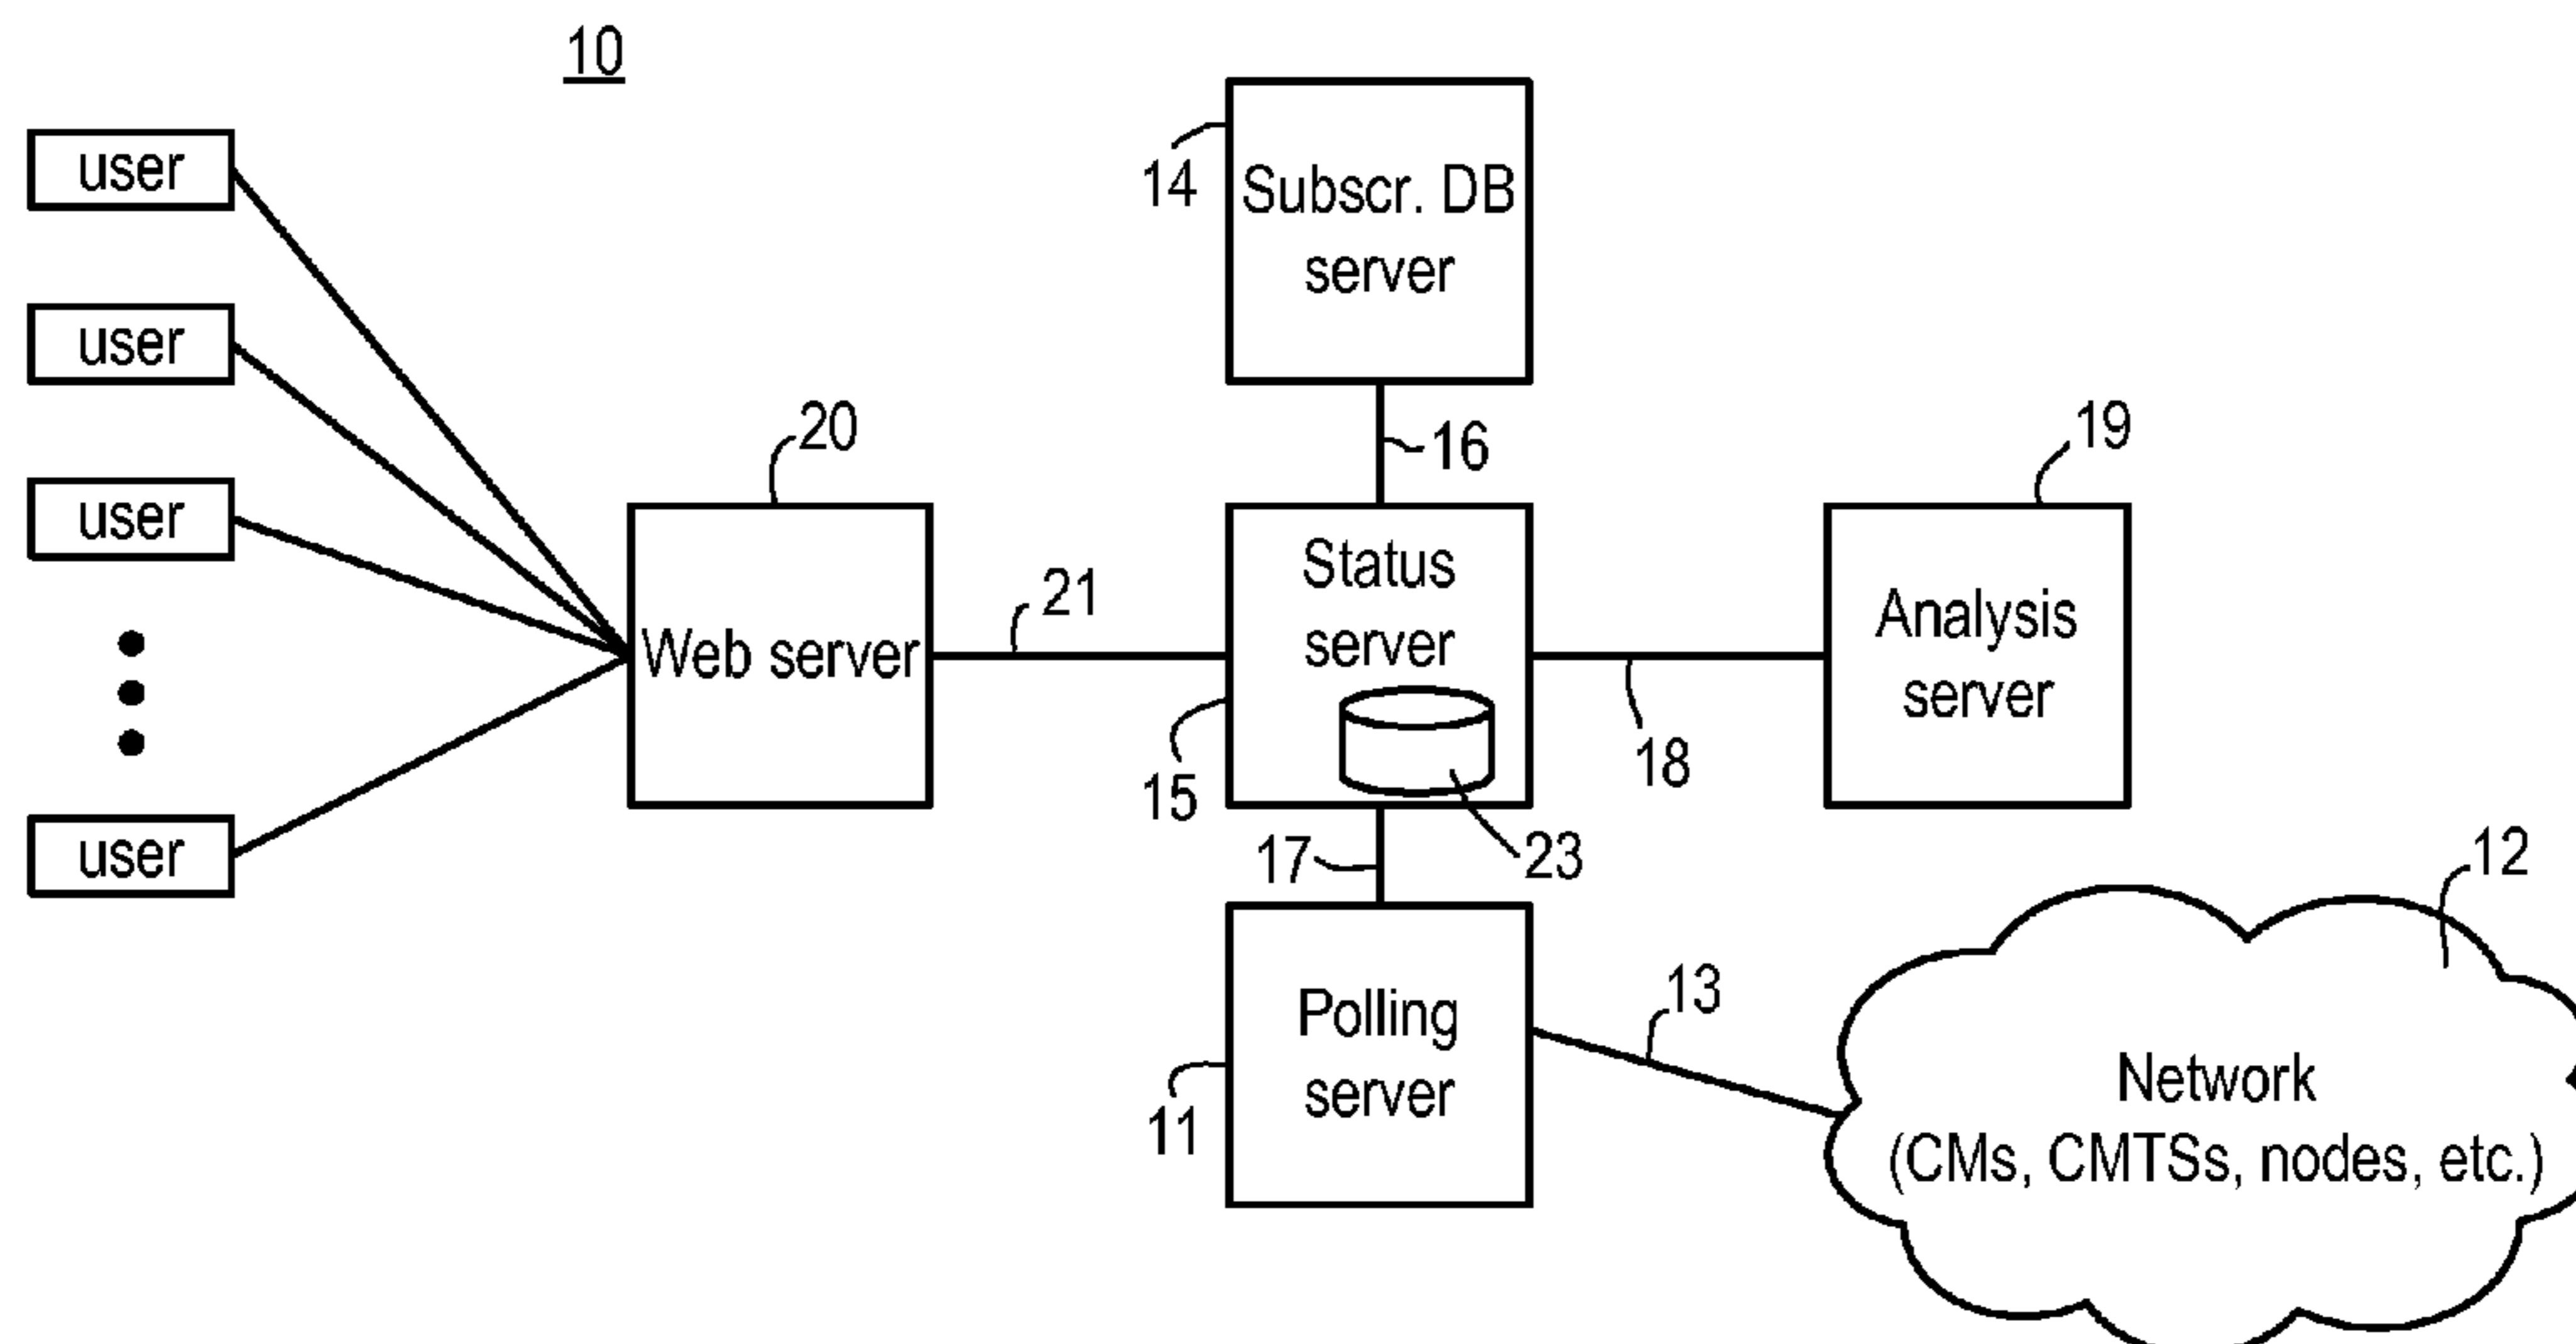 10
user
user
user
user
20
Web server
21
14
Subscr. DB
server
16
Status
server
15
23
18
19
Analysis
server
17
Polling
server
11
13
12
Network
(CMs, CMTSs, nodes, etc.)